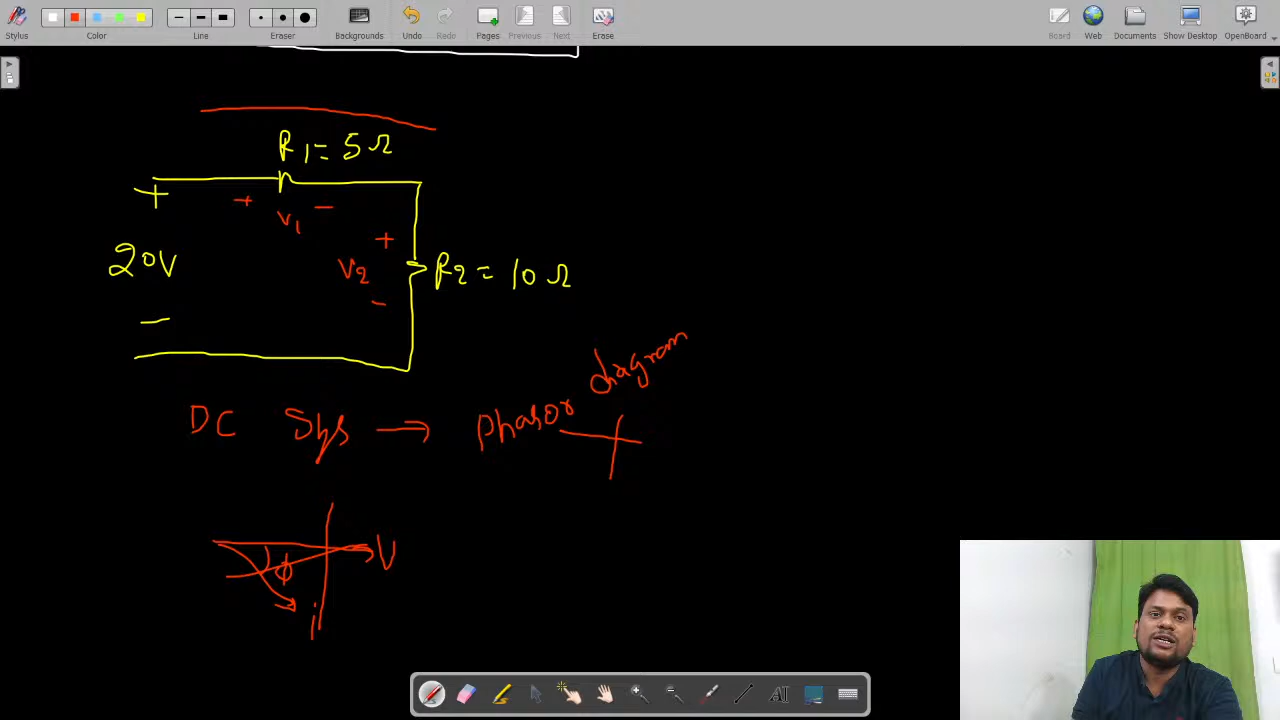 Stylus
Color
Line
Eraser
Backgrounds
Undo
Redo
Pages
Previous
Next
Erase
Board
Web
Documents
Show Desktop
OpenBoard
R1 = 5 Ω
+ V1 -
+
20V
-
+
V2
-
R2 = 10 Ω
DC Sys → Phasor diagram
V
ϕ
i